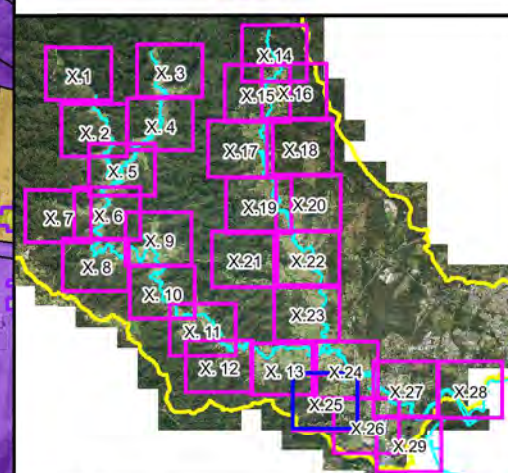 X.1
X. 2
X. 3
X. 4
X. 5
X. 6
X. 7
X. 8
X. 9
X. 10
X. 11
X. 12
X. 13
X.14
X.15
X.16
X.17
X.18
X.19
X.20
X.21
X.22
X.23
X.24
X.25
X.26
X.27
X.28
X.29